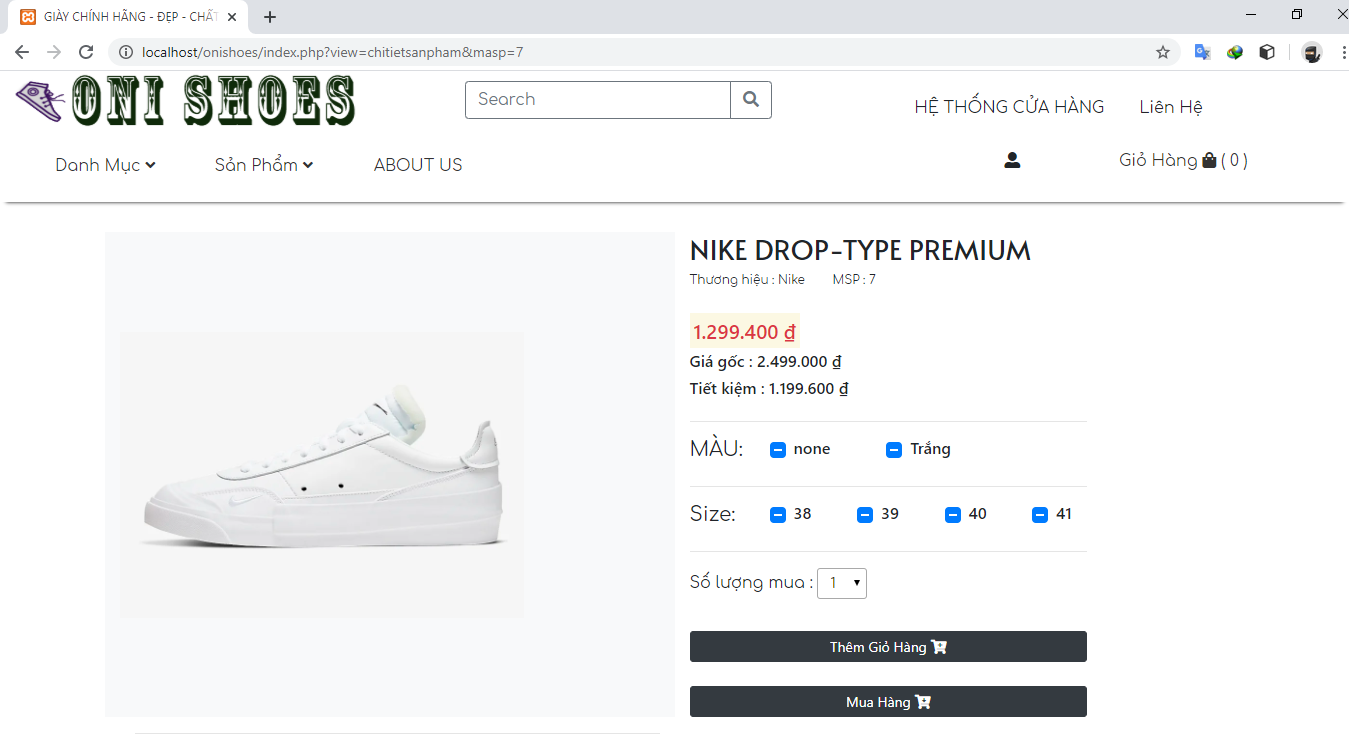 GIÀY CHÍNH HÃNG - ĐẸP - CHẤT
localhost/onishoes/index.php?view=chitietsanpham&masp=7
ONI SHOES
Search
HỆ THỐNG CỬA HÀNG
Liên Hệ
Danh Mục
Sản Phẩm
ABOUT US
Giỏ Hàng ( 0 )
NIKE DROP-TYPE PREMIUM
Thương hiệu : Nike MSP : 7
1.299.400 ₫
Giá gốc : 2.499.000 ₫
Tiết kiệm : 1.199.600 ₫
MÀU: none Trắng
Size: 38 39 40 41
Số lượng mua : 1
Thêm Giỏ Hàng
Mua Hàng